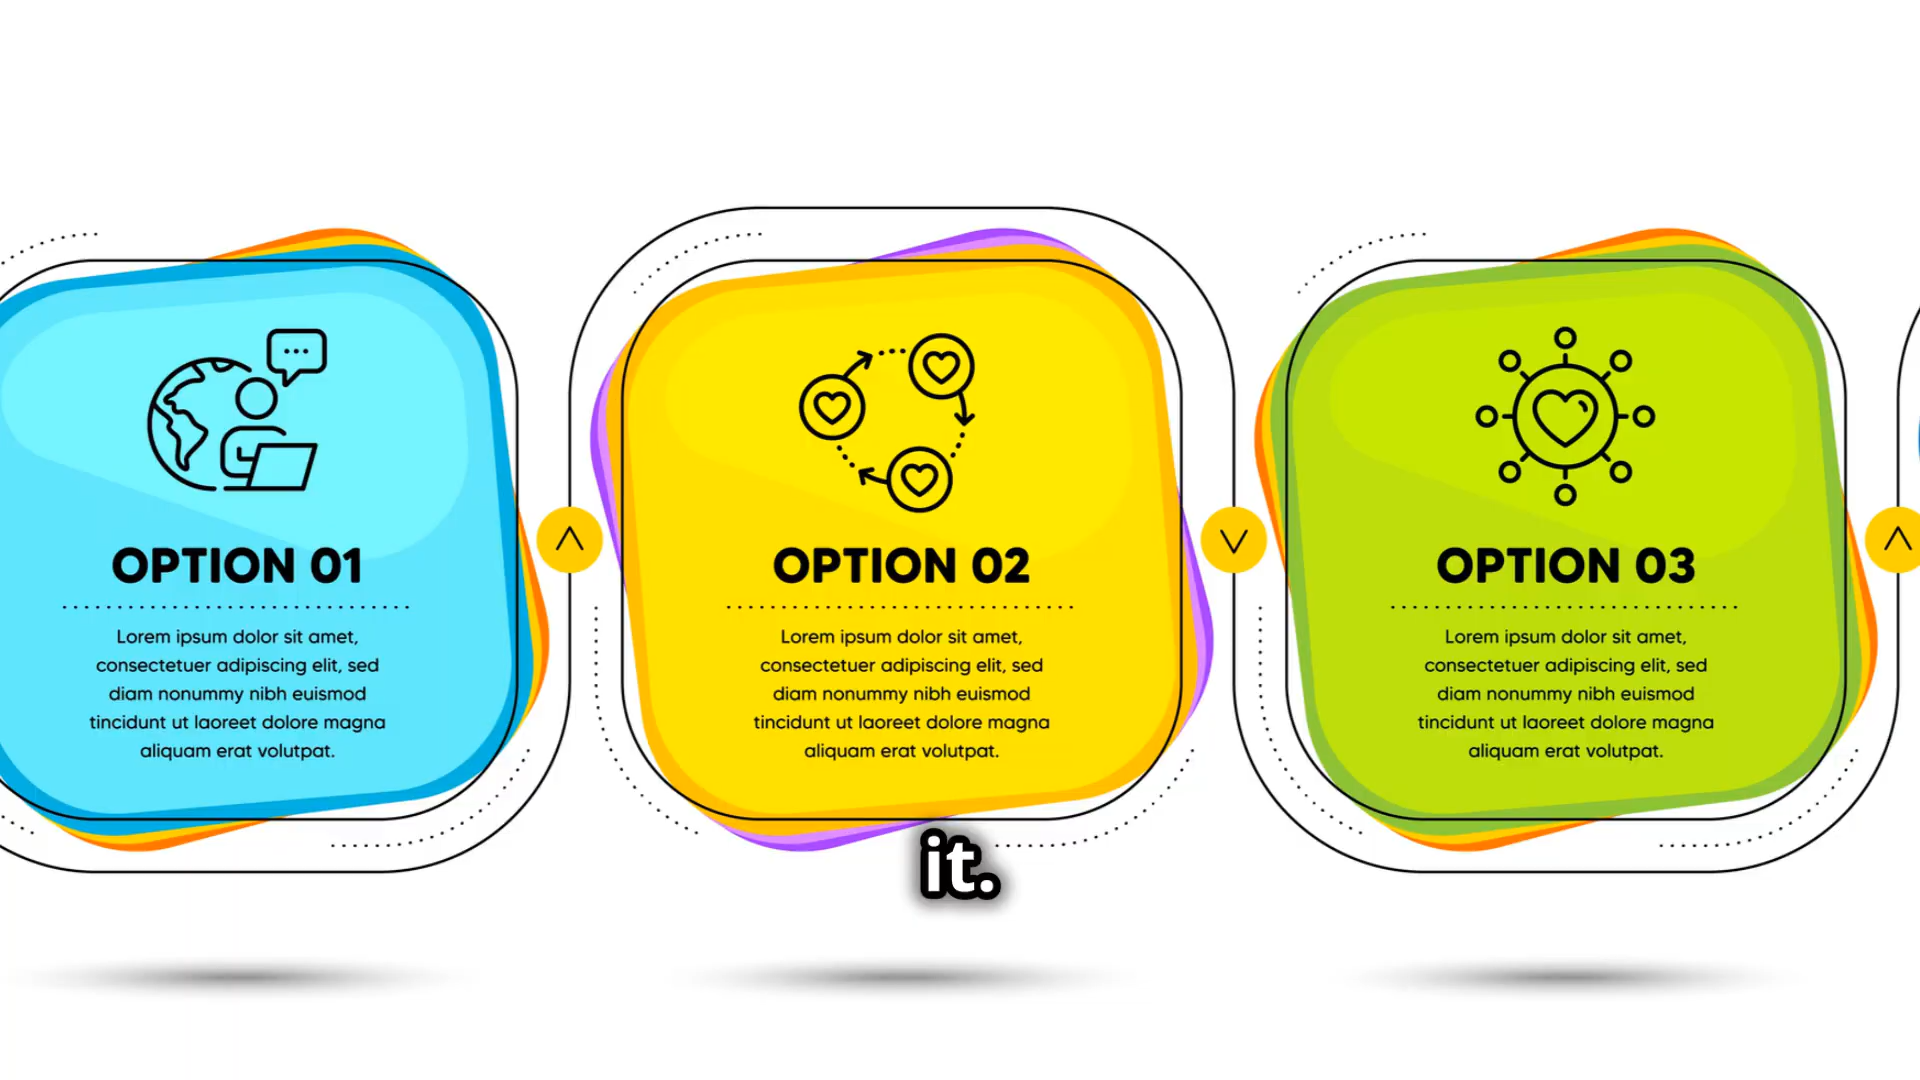 OPTION 01
Lorem ipsum dolor sit amet,
consectetuer adipiscing elit, sed
diam nonummy nibh euismod
tincidunt ut laoreet dolore magna
aliquam erat volutpat.
OPTION 02
Lorem ipsum dolor sit amet,
consectetuer adipiscing elit, sed
diam nonummy nibh euismod
tincidunt ut laoreet dolore magna
aliquam erat volutpat.
OPTION 03
Lorem ipsum dolor sit amet,
consectetuer adipiscing elit, sed
diam nonummy nibh euismod
tincidunt ut laoreet dolore magna
aliquam erat volutpat.
it.